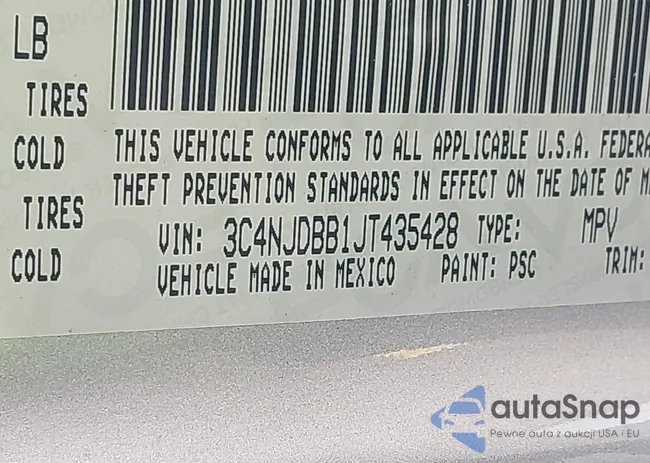 LB
TIRES
COLD
TIRES
COLD
THIS VEHICLE CONFORMS TO ALL APPLICABLE U.S.A. FEDERA
THEFT PREVENTION STANDARDS IN EFFECT ON THE DATE OF M
VIN: 3C4NJDBB1JT435428 TYPE: MPV
VEHICLE MADE IN MEXICO PAINT: PSC TRIM:
autaSnap
Pewne auta z aukcji USA i EU